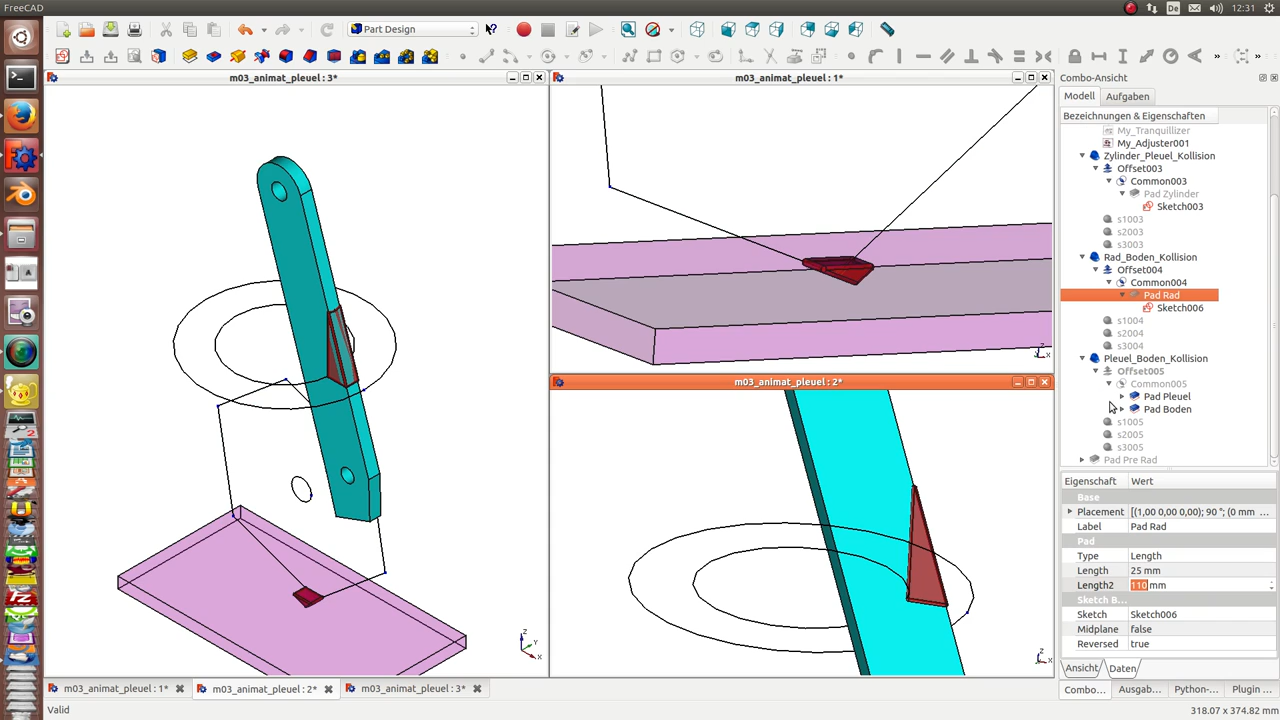 FreeCAD
De
12:31
Part Design
m03_animat_pleuel : 3*
m03_animat_pleuel : 1*
Combo-Ansicht
Modell
Aufgaben
Bezeichnungen & Eigenschaften
My_Tranquillizer
My_Adjuster001
Zylinder_Pleuel_Kollision
Offset003
Common003
Pad Zylinder
Sketch003
s1003
s2003
s3003
Rad_Boden_Kollision
Offset004
Common004
Pad Rad
Sketch006
s1004
s2004
s3004
Pleuel_Boden_Kollision
Offset005
Common005
Pad Pleuel
Pad Boden
s1005
s2005
s3005
Pad Pre Rad
m03_animat_pleuel : 2*
Eigenschaft
Wert
Base
Placement
[(1,00 0,00 0,00); 90 °; (0 mm ...
Label
Pad Rad
Pad
Type
Length
Length
25 mm
Length2
110 mm
Sketch B...
Sketch
Sketch006
Midplane
false
Reversed
true
Ansicht
Daten
m03_animat_pleuel : 1*
m03_animat_pleuel : 2*
m03_animat_pleuel : 3*
Combo...
Ausgab...
Python-...
Plugin ...
Valid
318.07 x 374.82 mm